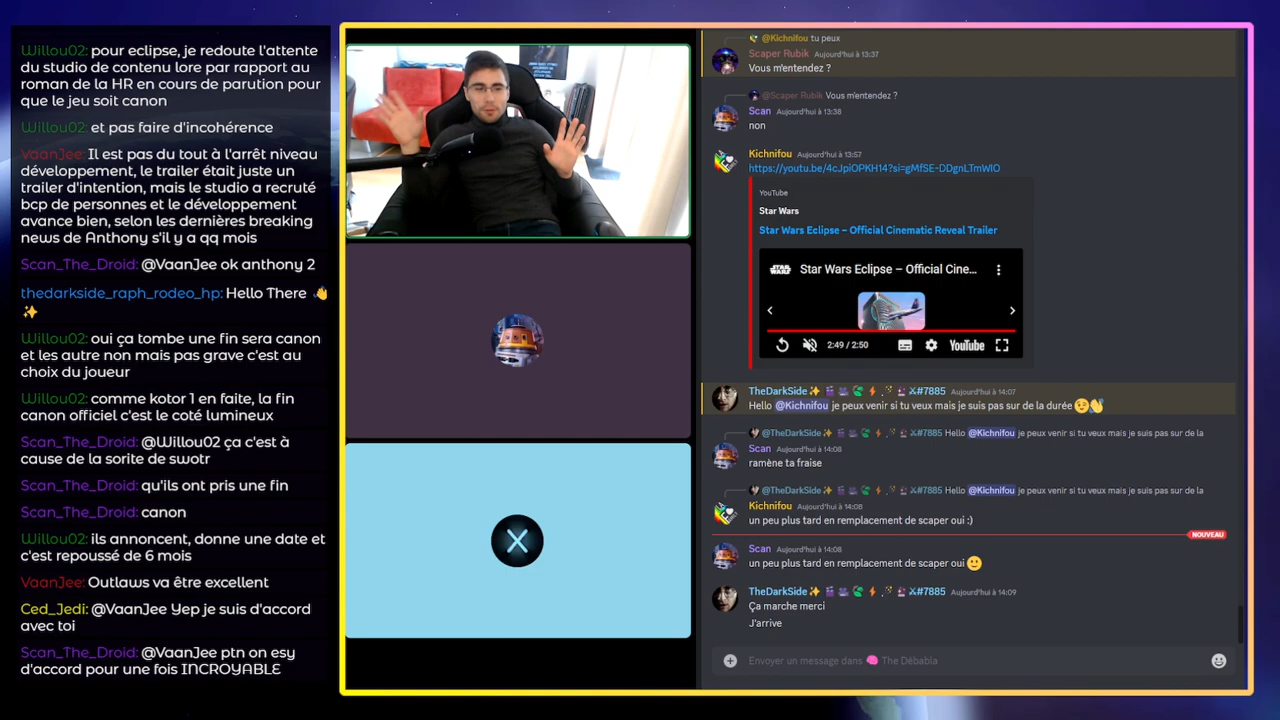 Willou02: pour eclipse, je redoute l'attente
du studio de contenu lore par rapport au
roman de la HR en cours de parution pour
que le jeu soit canon
Willou02: et pas faire d'incohérence
VaanJee: Il est pas du tout à l'arrêt niveau
développement, le trailer était juste un
trailer d'intention, mais le studio a recruté
bcp de personnes et le développement
avance bien, selon les dernières breaking
news de Anthony s'il y a qq mois
Scan_The_Droid: @VaanJee ok anthony 2
thedarkside_raph_rodeo_hp: Hello There 👋
✨
Willou02: oui ça tombe une fin sera canon
et les autre non mais pas grave c'est au
choix du joueur
Willou02: comme kotor 1 en faite, la fin
canon officiel c'est le coté lumineux
Scan_The_Droid: @Willou02 ça c'est à
cause de la sorite de swotr
Scan_The_Droid: qu'ils ont pris une fin
Scan_The_Droid: canon
Willou02: ils annoncent, donne une date et
c'est repoussé de 6 mois
VaanJee: Outlaws va être excellent
Ced_Jedi: @VaanJee Yep je suis d'accord
avec toi
Scan_The_Droid: @VaanJee ptn on esy
d'accord pour une fois INCROYABLE
X
@Kichnifou tu peux
Scaper Rubik Aujourd'hui à 13:37
Vous m'entendez ?
@Scaper Rubik Vous m'entendez ?
Scan Aujourd'hui à 13:38
non
Kichnifou Aujourd'hui à 13:57
https://youtu.be/4cJpiOPKH14?si=gMfSE-DDgnLTmWIO
YouTube
Star Wars
Star Wars Eclipse – Official Cinematic Reveal Trailer
STAR WARS Star Wars Eclipse – Official Cine...
2:49 / 2:50 YouTube
TheDarkSide✨ #7885 Aujourd'hui à 14:07
Hello @Kichnifou je peux venir si tu veux mais je suis pas sur de la durée 😉👋
@TheDarkSide✨ #7885 Hello @Kichnifou je peux venir si tu veux mais je suis pas sur de la
Scan Aujourd'hui à 14:08
ramène ta fraise
@TheDarkSide✨ #7885 Hello @Kichnifou je peux venir si tu veux mais je suis pas sur de la
Kichnifou Aujourd'hui à 14:08
un peu plus tard en remplacement de scaper oui :)
NOUVEAU
Scan Aujourd'hui à 14:08
un peu plus tard en remplacement de scaper oui 🙂
TheDarkSide✨ #7885 Aujourd'hui à 14:09
Ça marche merci
J'arrive
Envoyer un message dans 🧠 The Débabla